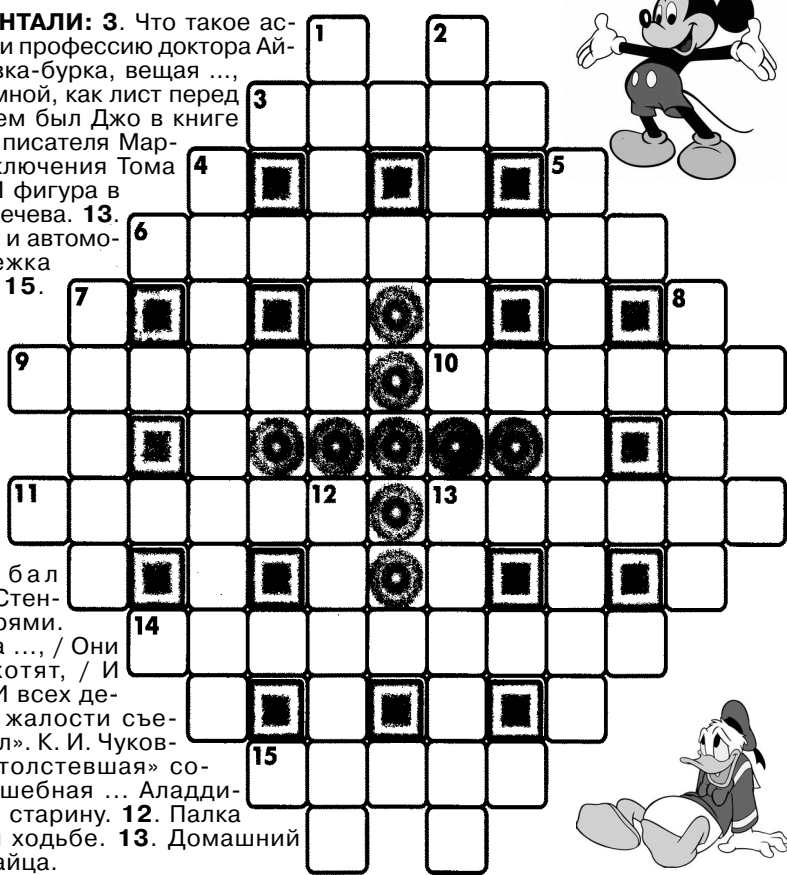 НТАЛИ: 3. Что такое ас-
и профессию доктора Ай-
вка-бурка, вещая ...,
мной, как лист перед
ем был Джо в книге
писателя Мар-
ключения Тома
фигура в
ечева. 13.
и автомо-
ежка
15.
бал
Стен-
рями.
а ..., / Они
хотят, / И
И всех де-
жалости съе-
л». К. И. Чуков-
толстевшая» со-
шебная ... Аладди-
старину. 12. Палка
и ходьбе. 13. Домашний
айца.
1 2
3
4 5
6
7 8
9 10
11 12 13
14
15